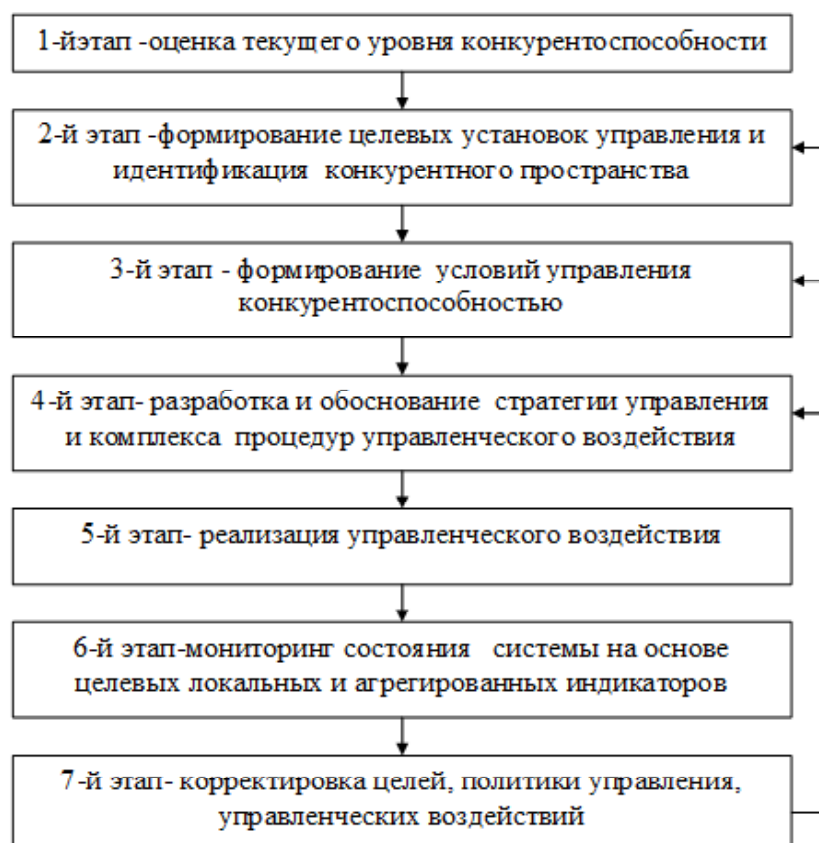 1-йэтап -оценка текущего уровня конкурентоспособности
2-й этап -формирование целевых установок управления и
идентификация конкурентного пространства
3-й этап - формирование условий управления
конкурентоспособностью
4-й этап- разработка и обоснование стратегии управления
и комплекса процедур управленческого воздействия
5-й этап- реализация управленческого воздействия
6-й этап-мониторинг состояния системы на основе
целевых локальных и агрегированных индикаторов
7-й этап- корректировка целей, политики управления,
управленческих воздействий